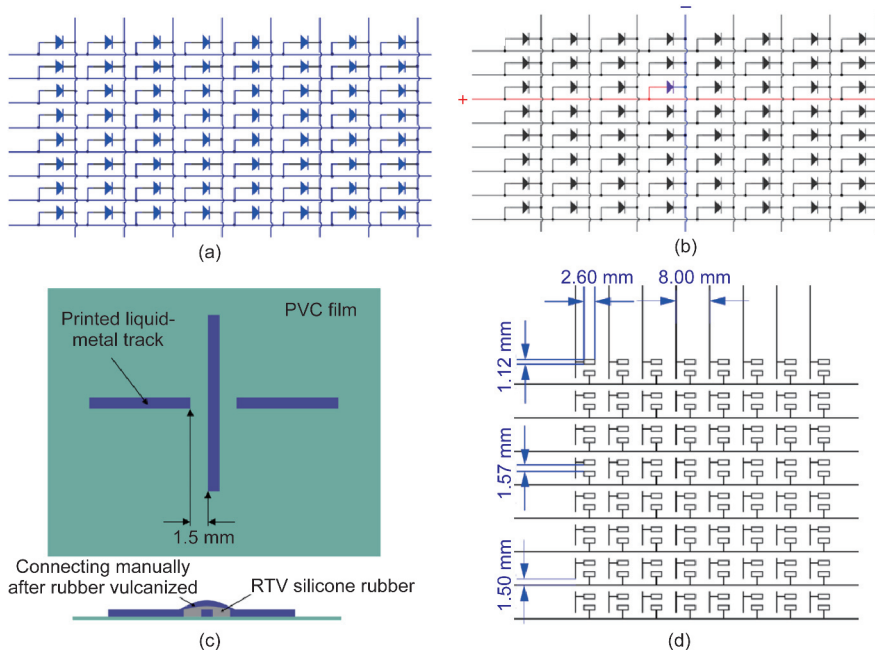 (a)
−
+
(b)
PVC film
Printed liquid-
metal track
1.5 mm
Connecting manually
after rubber vulcanized
RTV silicone rubber
(c)
2.60 mm
8.00 mm
1.12 mm
1.57 mm
1.50 mm
(d)